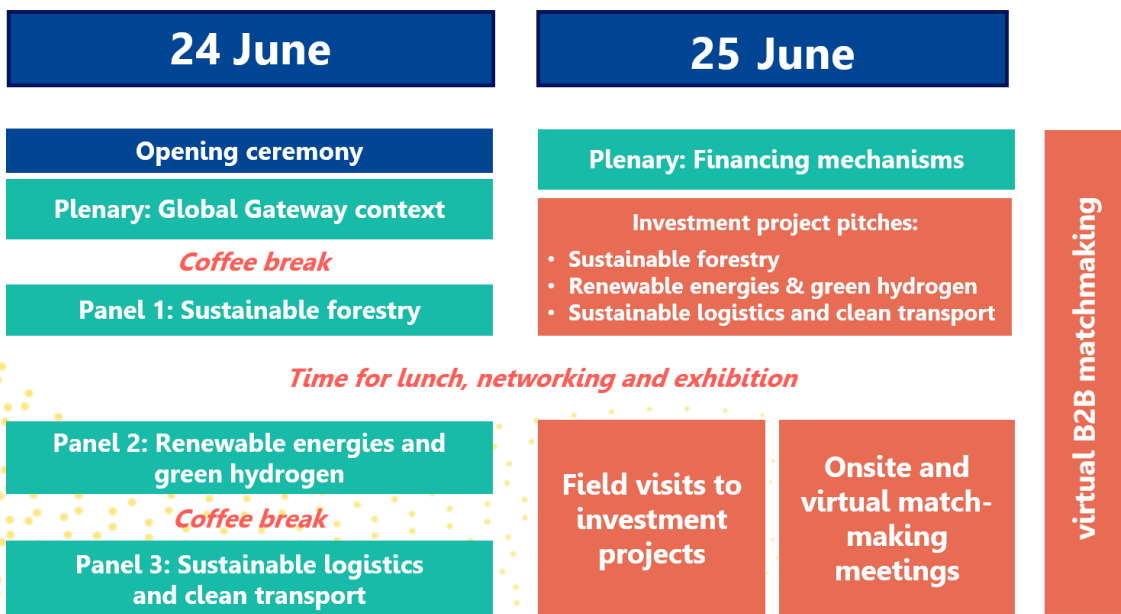 24 June
Opening ceremony
Plenary: Global Gateway context
Coffee break
Panel 1: Sustainable forestry
25 June
Plenary: Financing mechanisms
Investment project pitches:
• Sustainable forestry
• Renewable energies & green hydrogen
• Sustainable logistics and clean transport
Time for lunch, networking and exhibition
Panel 2: Renewable energies and
green hydrogen
Coffee break
Panel 3: Sustainable logistics
and clean transport
Field visits to
investment
projects
Onsite and
virtual match-
making
meetings
virtual B2B matchmaking